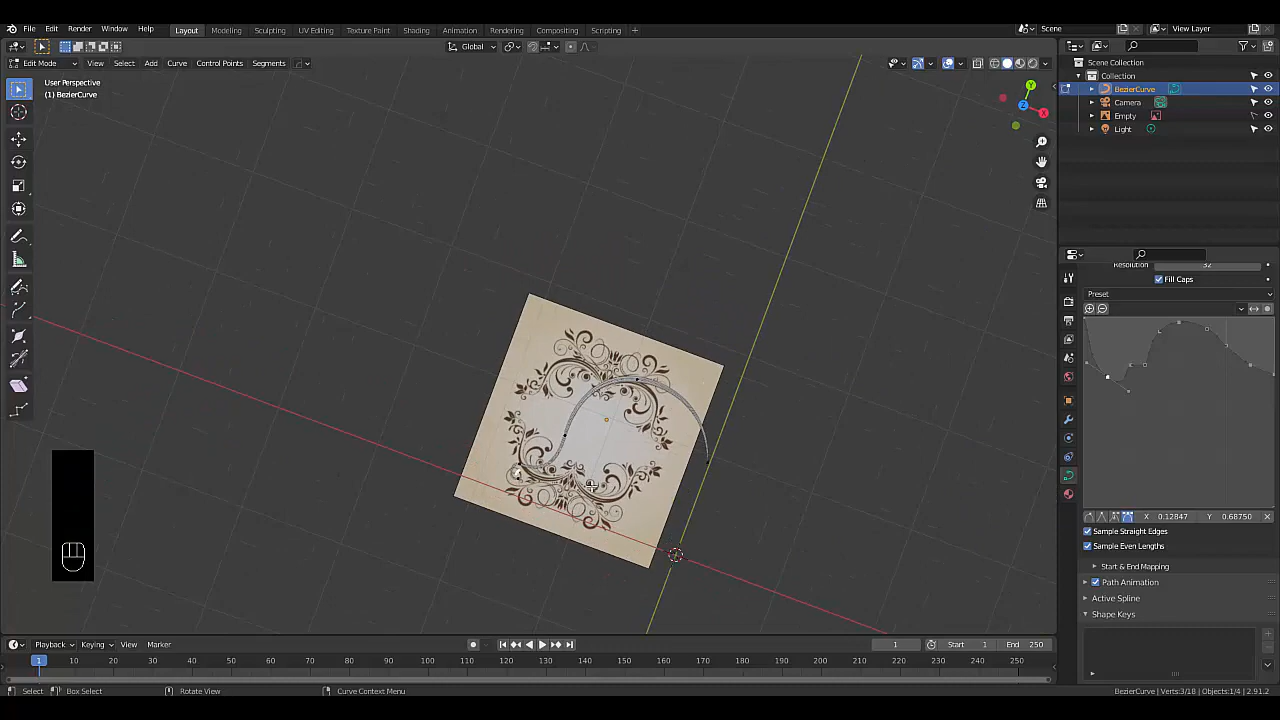 File Edit Render Window Help Layout Modeling Sculpting UV Editing Texture Paint Shading Animation Rendering Compositing Scripting Scene View Layer
Global
Edit Mode View Select Add Curve Control Points Segments
User Perspective
(1) BezierCurve
Scene Collection
Collection
BezierCurve
Camera
Empty
Light
Y
Z
X
Resolution 32
Fill Caps
Preset
X 0.12847 Y 0.68750
Sample Straight Edges
Sample Even Lengths
Start & End Mapping
Path Animation
Active Spline
Shape Keys
Playback Keying View Marker 1 Start 1 End 250
1 10 20 30 40 50 60 70 80 90 100 110 120 130 140 150 160 170 180 190 200 210 220 230 240 250
Select Box Select Rotate View Curve Context Menu BezierCurve | Verts:3/18 | Objects:1/4 | 2.91.2